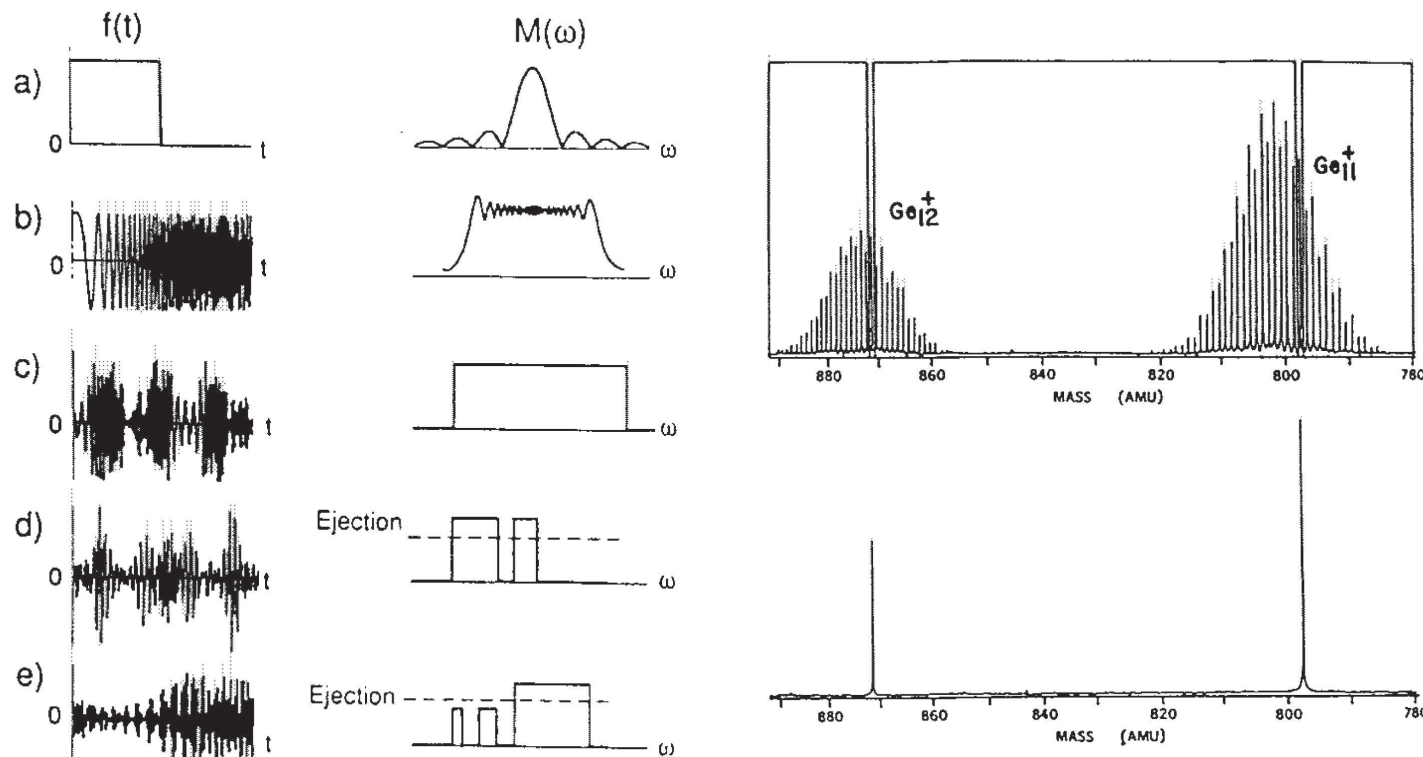 f(t)
M(ω)
a)
0
t
ω
b)
0
t
ω
c)
0
t
ω
d)
0
t
Ejection
ω
e)
0
t
Ejection
ω
Ge₁₂⁺
Ge₁₁⁺
880 860 840 820 800 780
MASS (AMU)
880 860 840 820 800 780
MASS (AMU)